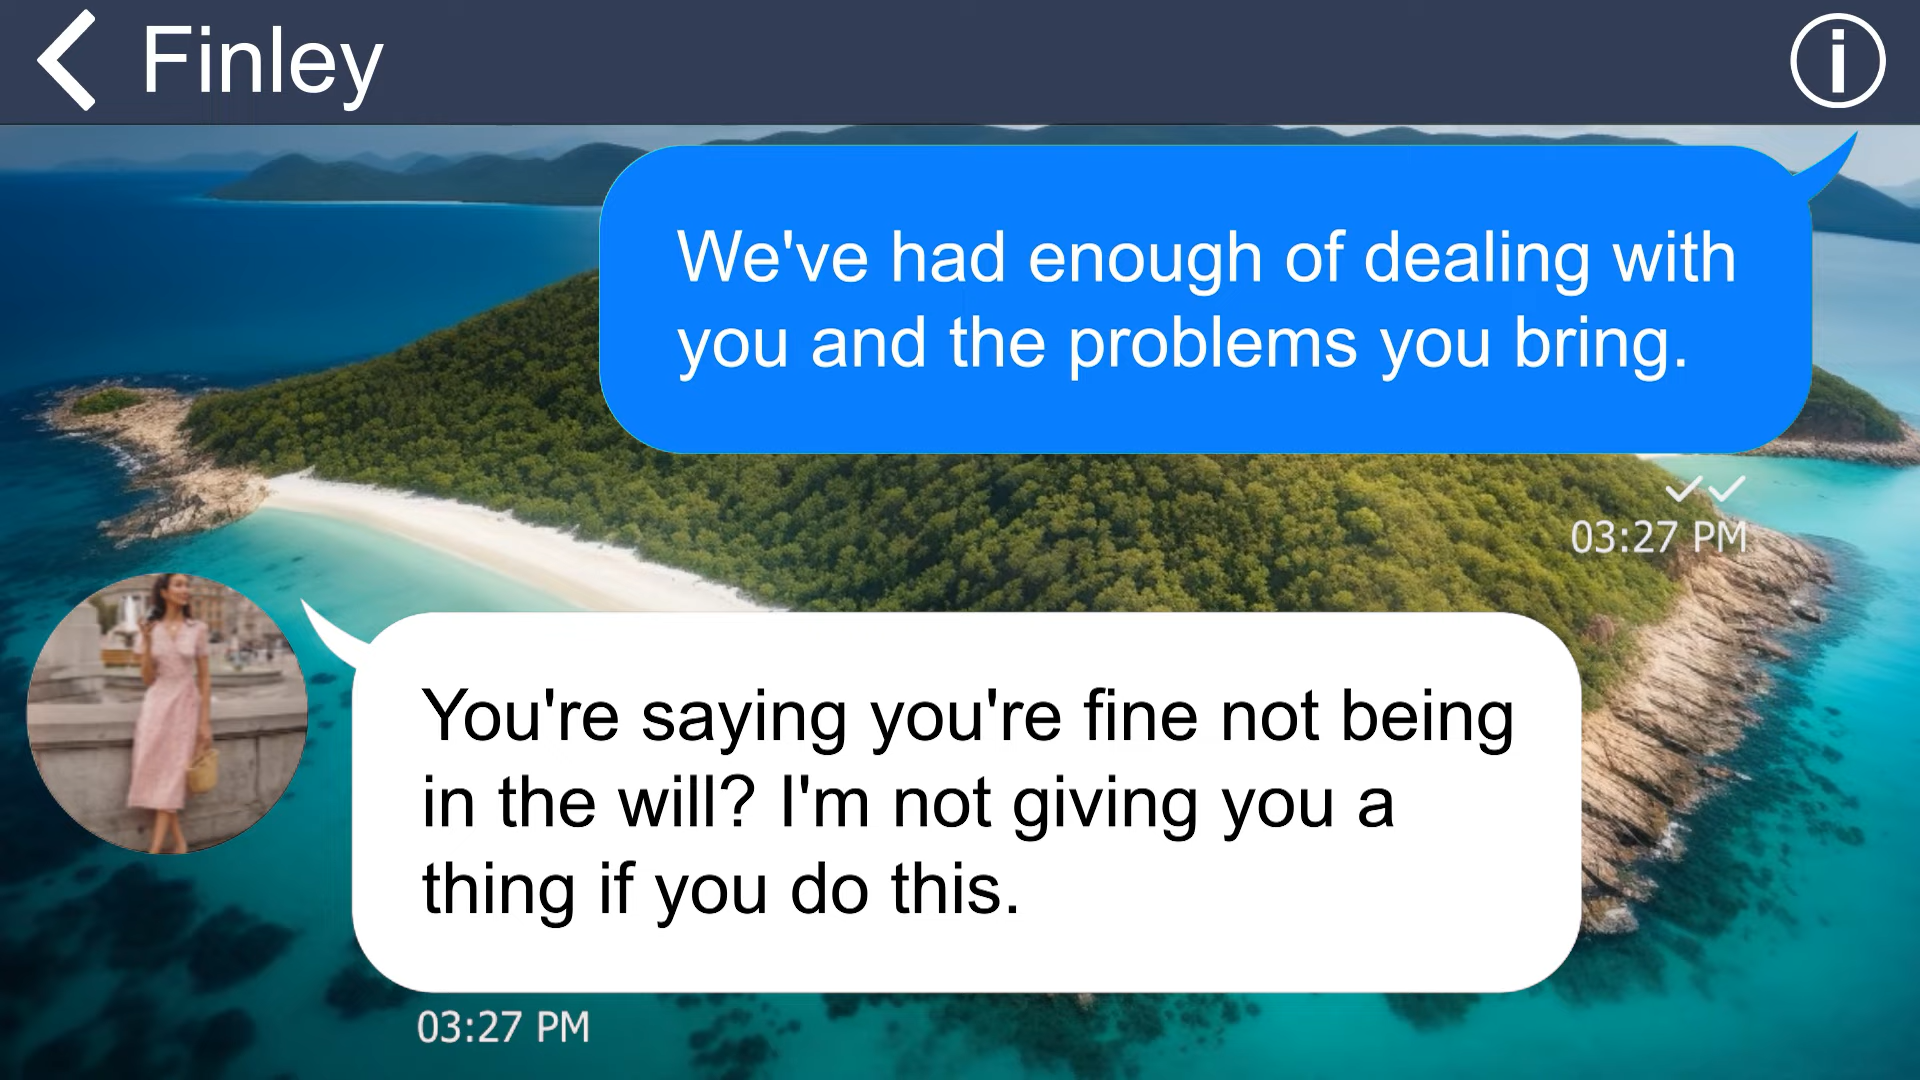 Finley
We've had enough of dealing with
you and the problems you bring.
03:27 PM
You're saying you're fine not being
in the will? I'm not giving you a
thing if you do this.
03:27 PM